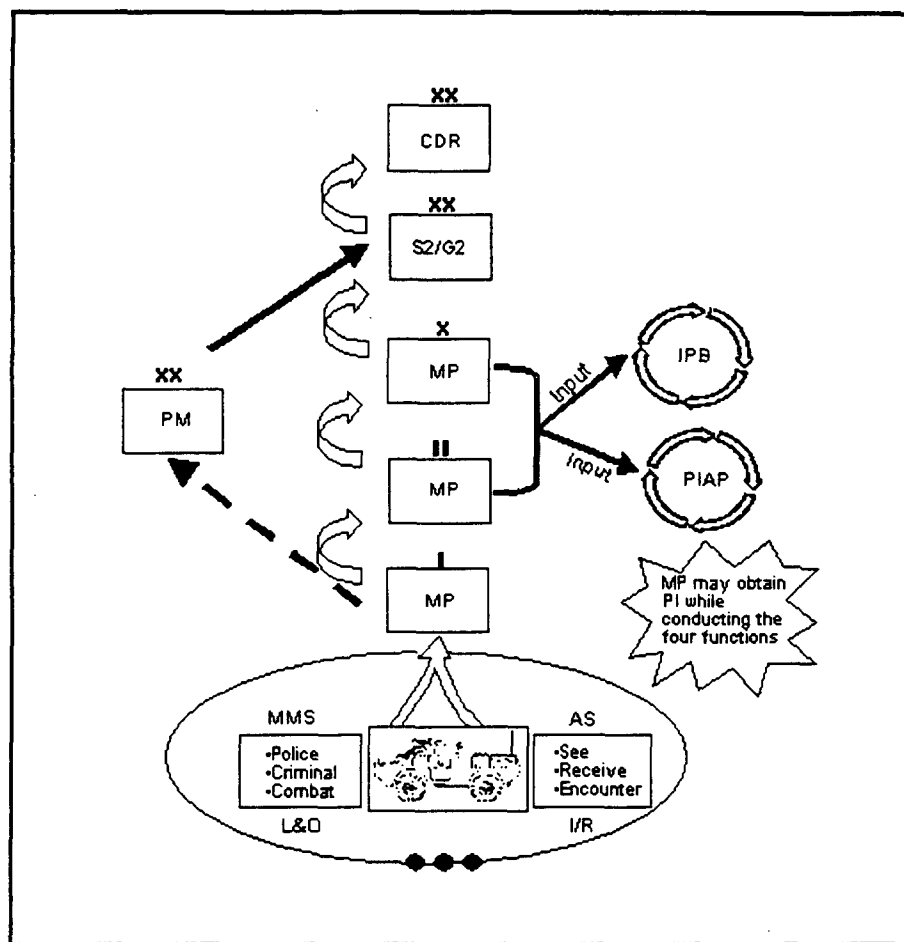 XX
CDR
XX
S2/G2
X
MP
XX
PM
II
MP
I
MP
Input
IPB
Input
PIAP
MP may obtain
PI while
conducting the
four functions
MMS
•Police
•Criminal
•Combat
L&O
AS
•See
•Receive
•Encounter
I/R